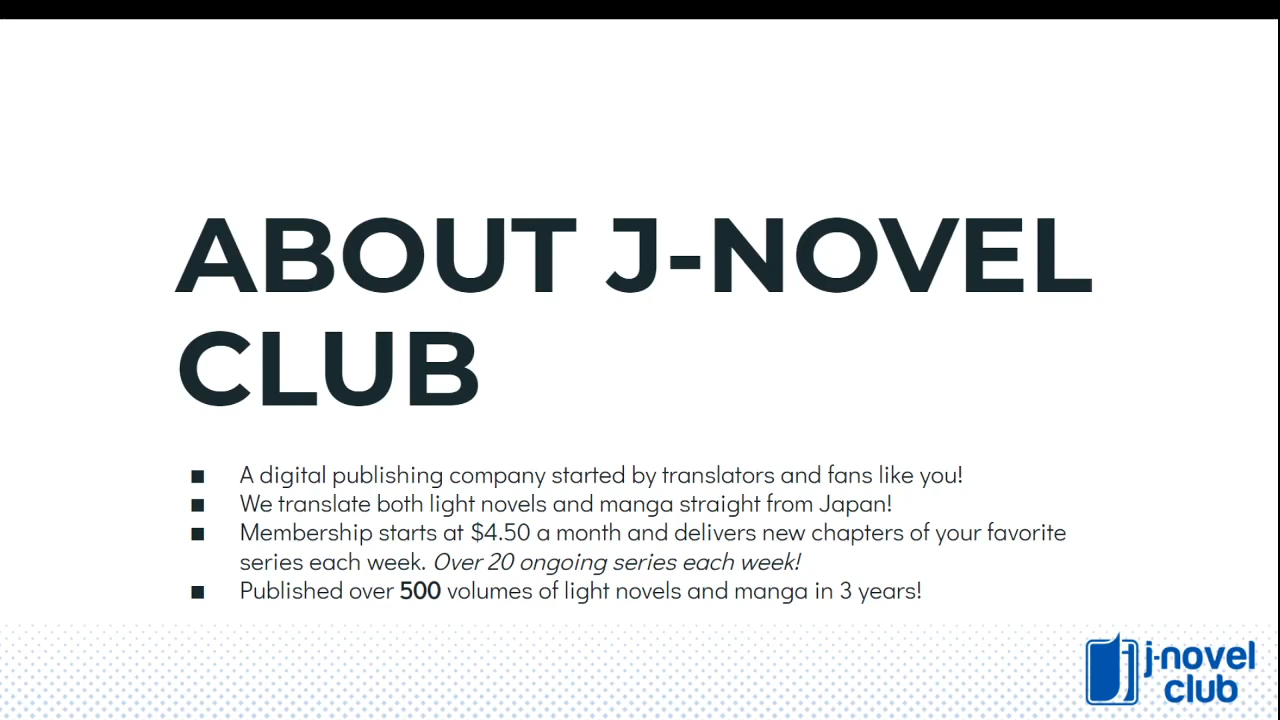 ABOUT J-NOVEL
CLUB
■ A digital publishing company started by translators and fans like you!
■ We translate both light novels and manga straight from Japan!
■ Membership starts at $4.50 a month and delivers new chapters of your favorite
series each week. Over 20 ongoing series each week!
■ Published over 500 volumes of light novels and manga in 3 years!
j-novel
club